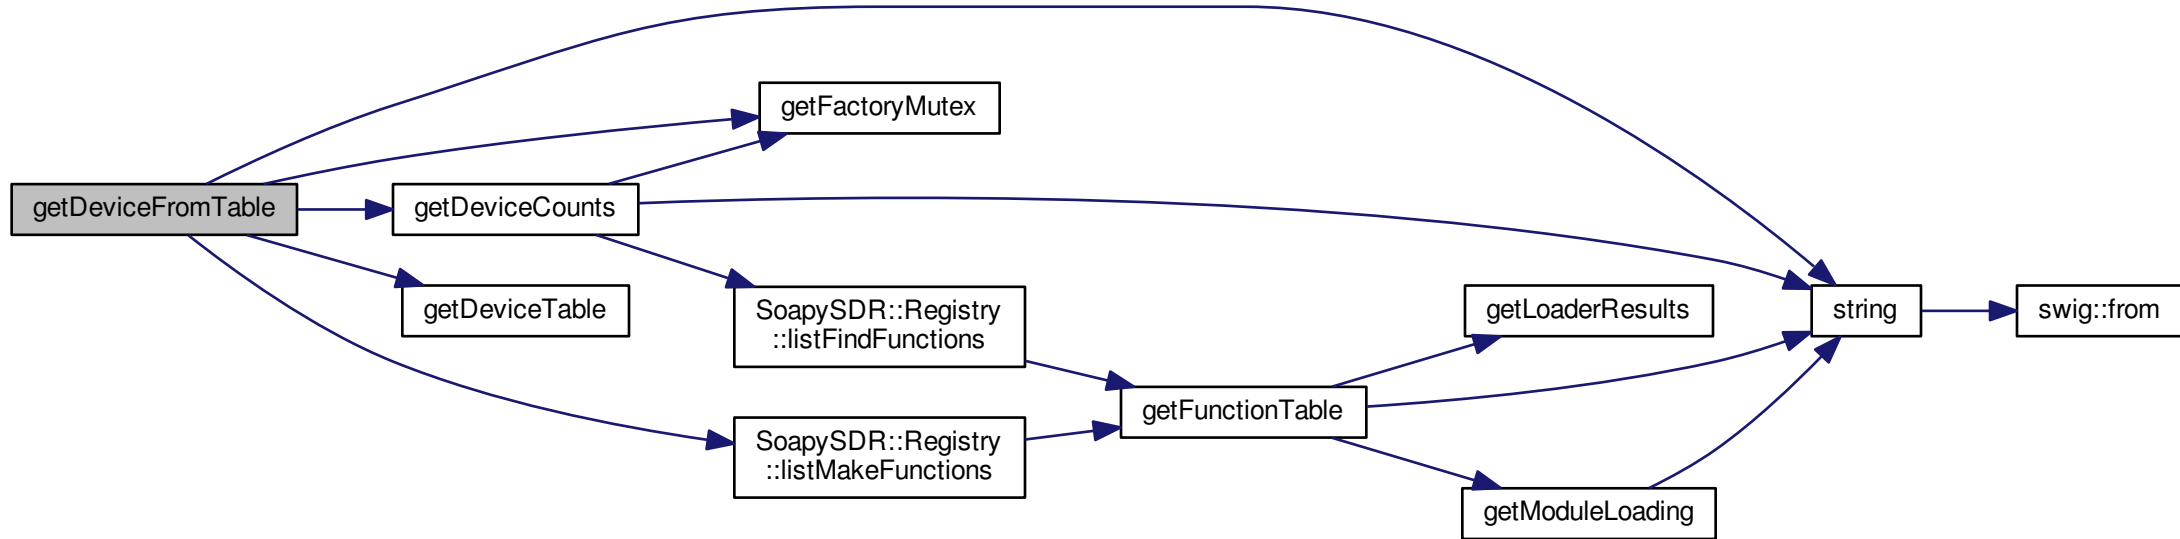 getFactoryMutex
getDeviceFromTable
getDeviceCounts
getDeviceTable
SoapySDR::Registry
::listFindFunctions
getLoaderResults
string
swig::from
getFunctionTable
SoapySDR::Registry
::listMakeFunctions
getModuleLoading